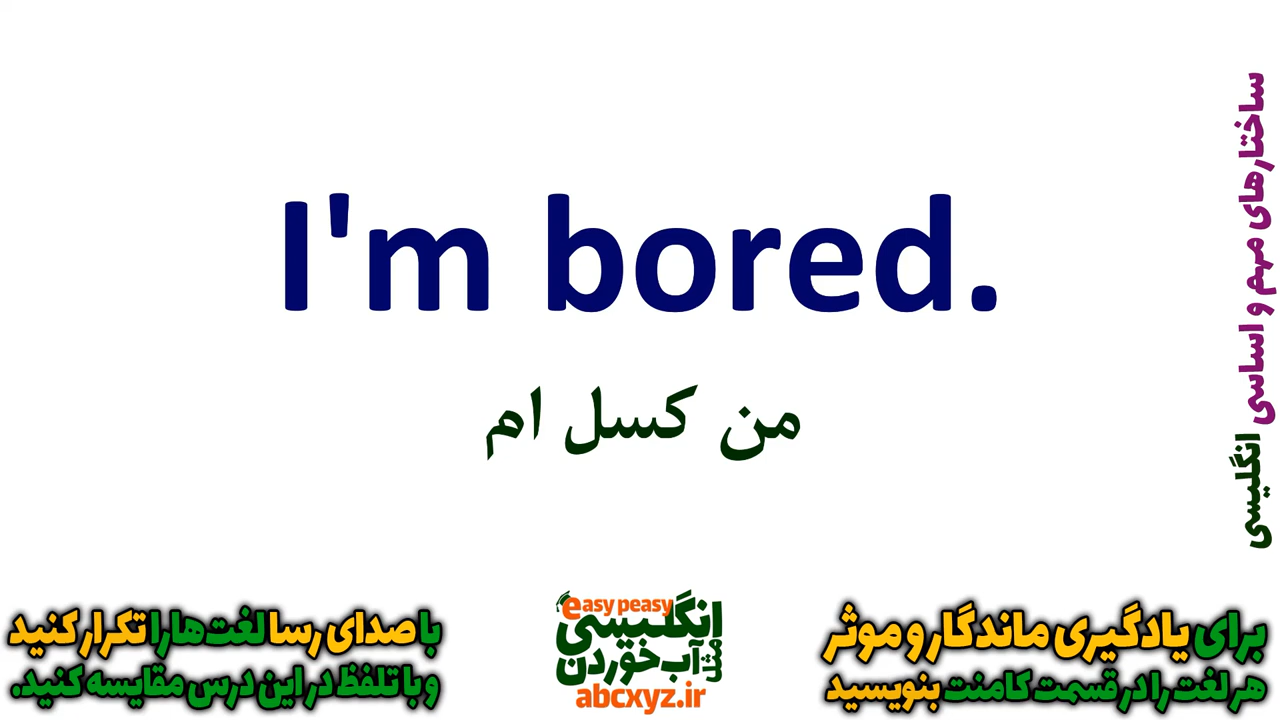 I'm bored.
من کسل ام
ساختارهای مهم و اساسی انگلیسی
برای یادگیری ماندگار و موثر
هر لغت را در قسمت کامنت بنویسید
easy peasy
انگلیسی
مثل آب خوردن
abcxyz.ir
با صدای رسا لغت‌ها را تکرار کنید
و با تلفظ در این درس مقایسه کنید.